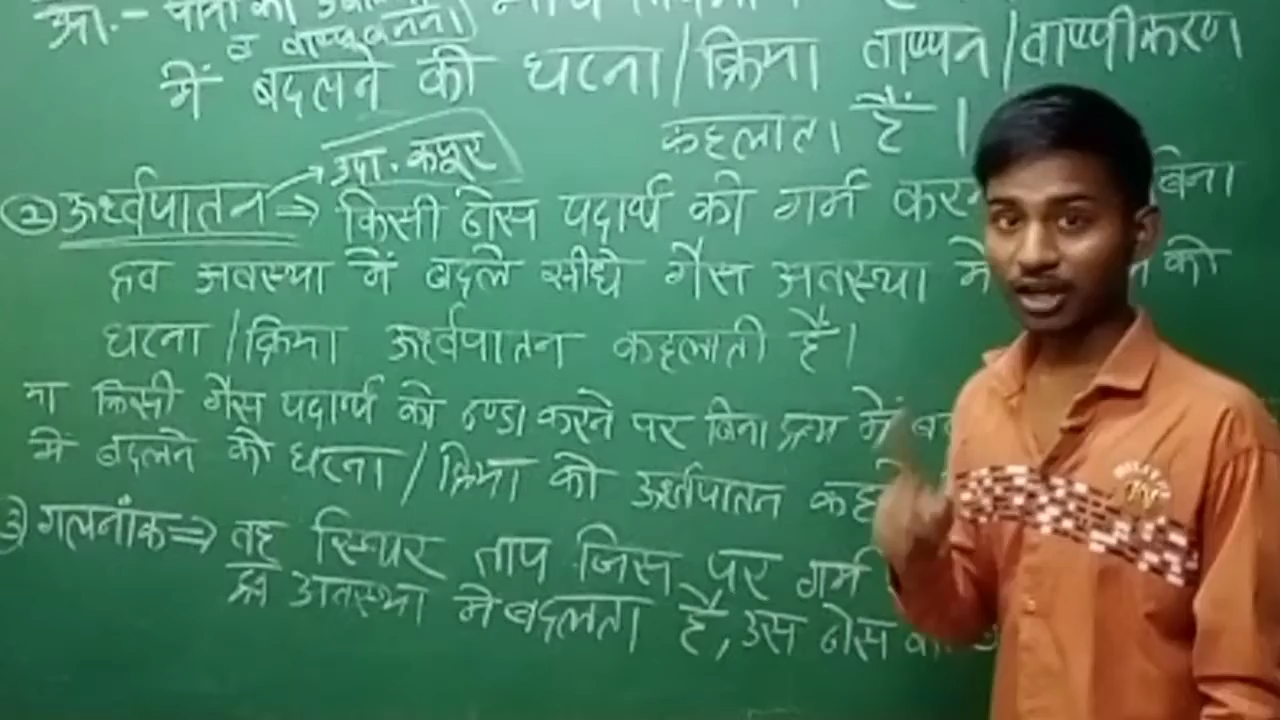 उदा.- पानी का
व वाष्प बनना।
में बदलने की घटना/क्रिया वाष्पन/वाष्पीकरण
कहलाता है।
उदा. कपूर
② ऊर्ध्वपातन ⇒ किसी ठोस पदार्थ को गर्म करने बिना
द्रव अवस्था में बदले सीधे गैस अवस्था में की
घटना/क्रिया ऊर्ध्वपातन कहलाती है।
या किसी गैस पदार्थ को ठण्डा करने पर बिना द्रव में
में बदलने की घटना/क्रिया को ऊर्ध्वपातन
③ गलनांक ⇒ वह स्थिर ताप जिस पर गर्म
द्रव अवस्था में बदलता है, उस ठोस का